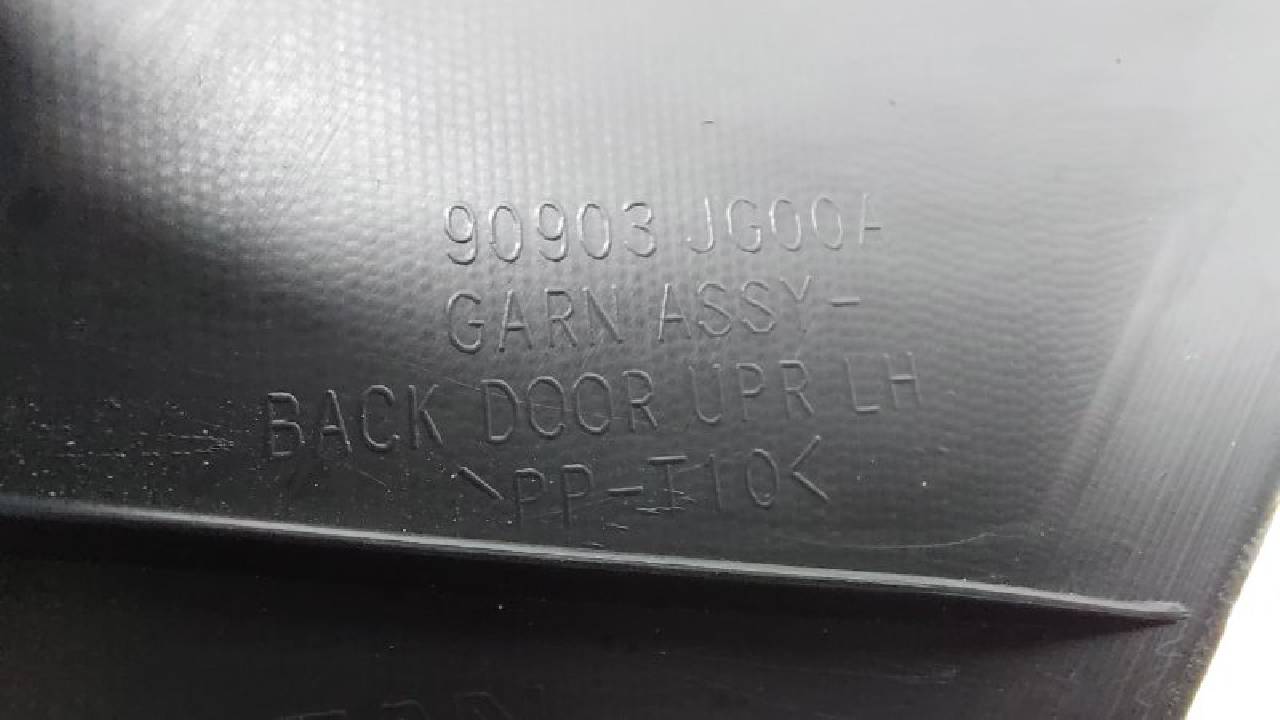 90903 JG00A
GARN ASSY-
BACK DOOR UPR LH
>PP-T10<